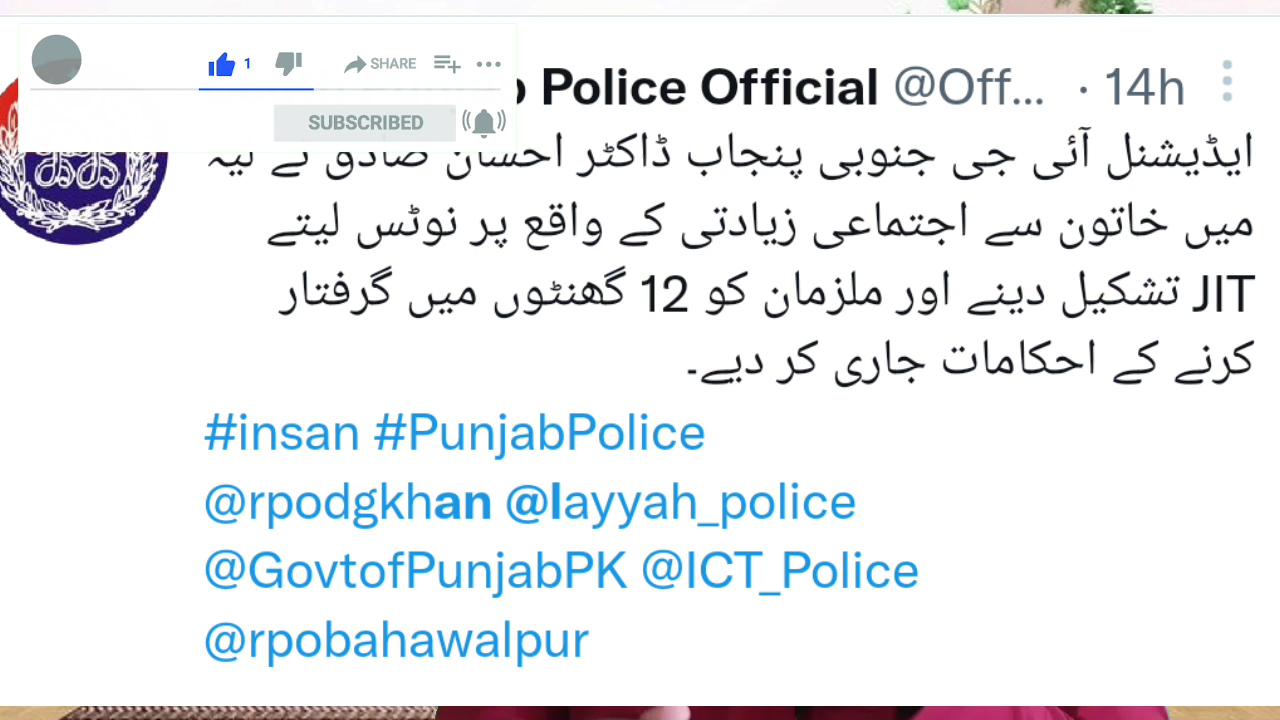 1
SHARE
SUBSCRIBED
Police Official @Off... · 14h
ایڈیشنل آئی جی جنوبی پنجاب ڈاکٹر احسان صادق نے لیہ
میں خاتون سے اجتماعی زیادتی کے واقع پر نوٹس لیتے
JIT تشکیل دینے اور ملزمان کو 12 گھنٹوں میں گرفتار
کرنے کے احکامات جاری کر دیے۔
#insan #PunjabPolice
@rpodgkhan @layyah_police
@GovtofPunjabPK @ICT_Police
@rpobahawalpur